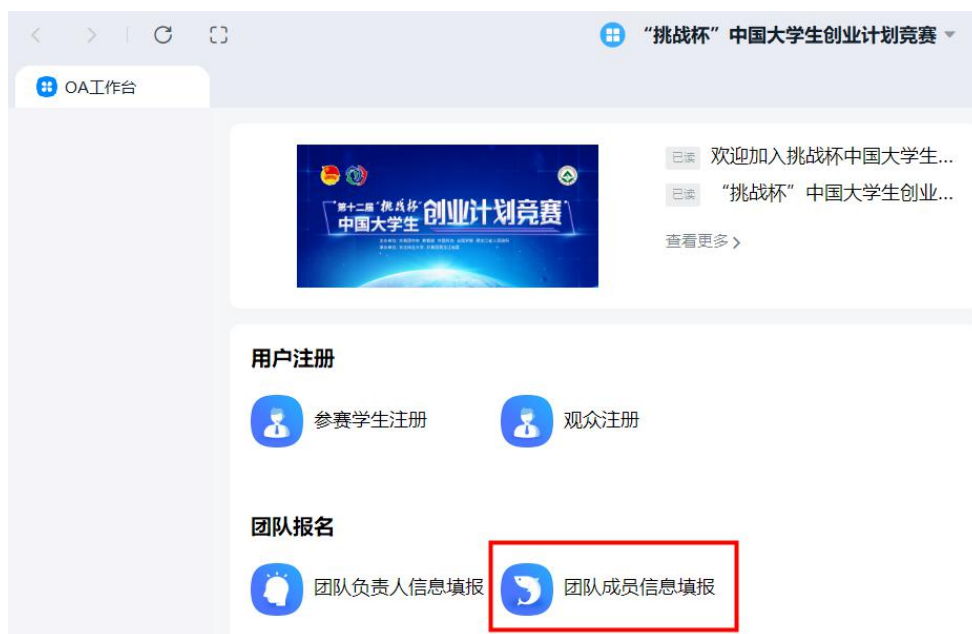 “挑战杯”中国大学生创业计划竞赛
OA工作台
第十二届“挑战杯”
中国大学生 创业计划竞赛
已读 欢迎加入挑战杯中国大学生...
已读 “挑战杯”中国大学生创业...
查看更多
用户注册
参赛学生注册
观众注册
团队报名
团队负责人信息填报
团队成员信息填报